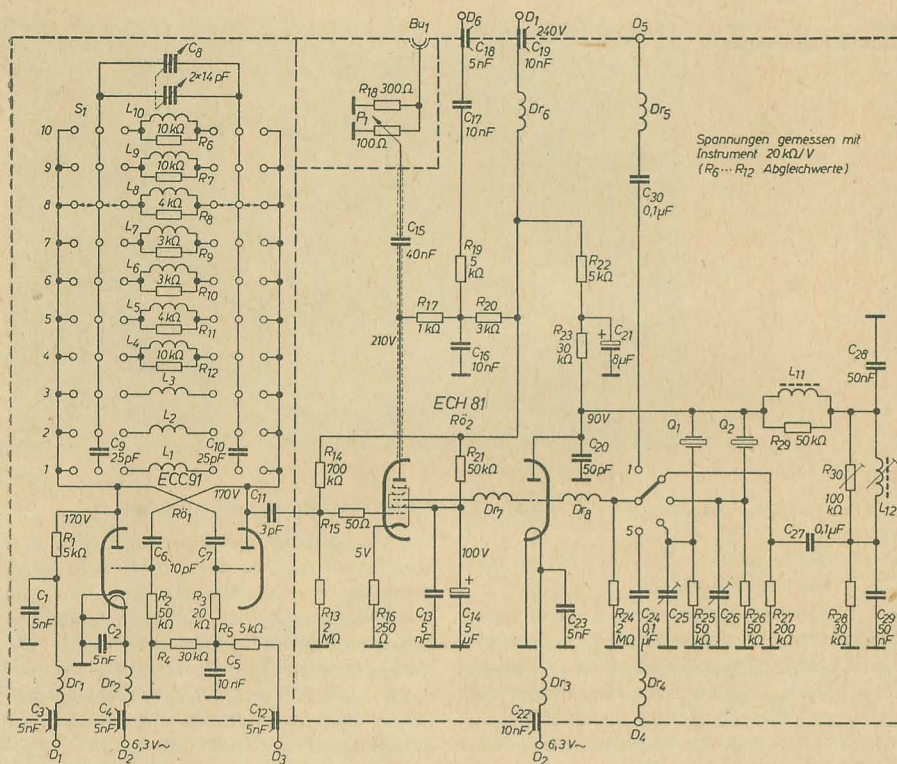 Bu1
D6
D1
240V
D5
C8
2×14pF
C18
5nF
C19
10nF
R18 300Ω
P1
100Ω
S1
L10
10
10kΩ
R6
L9
9
10kΩ
R7
L8
8
4kΩ
R8
L7
7
3kΩ
R9
L6
6
3kΩ
R10
L5
5
4kΩ
R11
L4
4
10kΩ
R12
3
L3
2
L2
1
L1
C9
25pF
C10
25pF
ECC91
C17
10nF
Dr6
Dr5
Spannungen gemessen mit
Instrument 20kΩ/V
(R6...R12 Abgleichwerte)
C30
0,1µF
C15
40nF
R19
5
kΩ
R22
5kΩ
R17
1kΩ
R20
3kΩ
210V
C16
10nF
R23
30
kΩ
C21
8µF
+
ECH 81
Rö2
90V
C20
50pF
L11
C28
50nF
Q1
Q2
R29 50kΩ
R30
100
kΩ
L12
170V
170V
Rö1
C11
3pF
R14
700
kΩ
R21
50kΩ
R15
50Ω
Dr7
Dr8
1
5
C27
0,1µF
R1
5kΩ
C6
10pF
C7
5V
100V
+
C1
5nF
R2
50
kΩ
R3
20
kΩ
R5 5kΩ
C2
5nF
R4
30kΩ
C5
10nF
R13
2
MΩ
R16
250
Ω
C13
5
nF
C14
5
µF
C23
5nF
R24
2
MΩ
C24
0,1
µF
C25
R25
50
kΩ
C26
R26
50
kΩ
R27
200
kΩ
R28
30
kΩ
C29
50
nF
Dr1
Dr2
Dr3
Dr4
C3
5nF
C4
5nF
C12
5nF
C22
10nF
D1
D2
6,3V~
D3
D2
6,3V~
D4